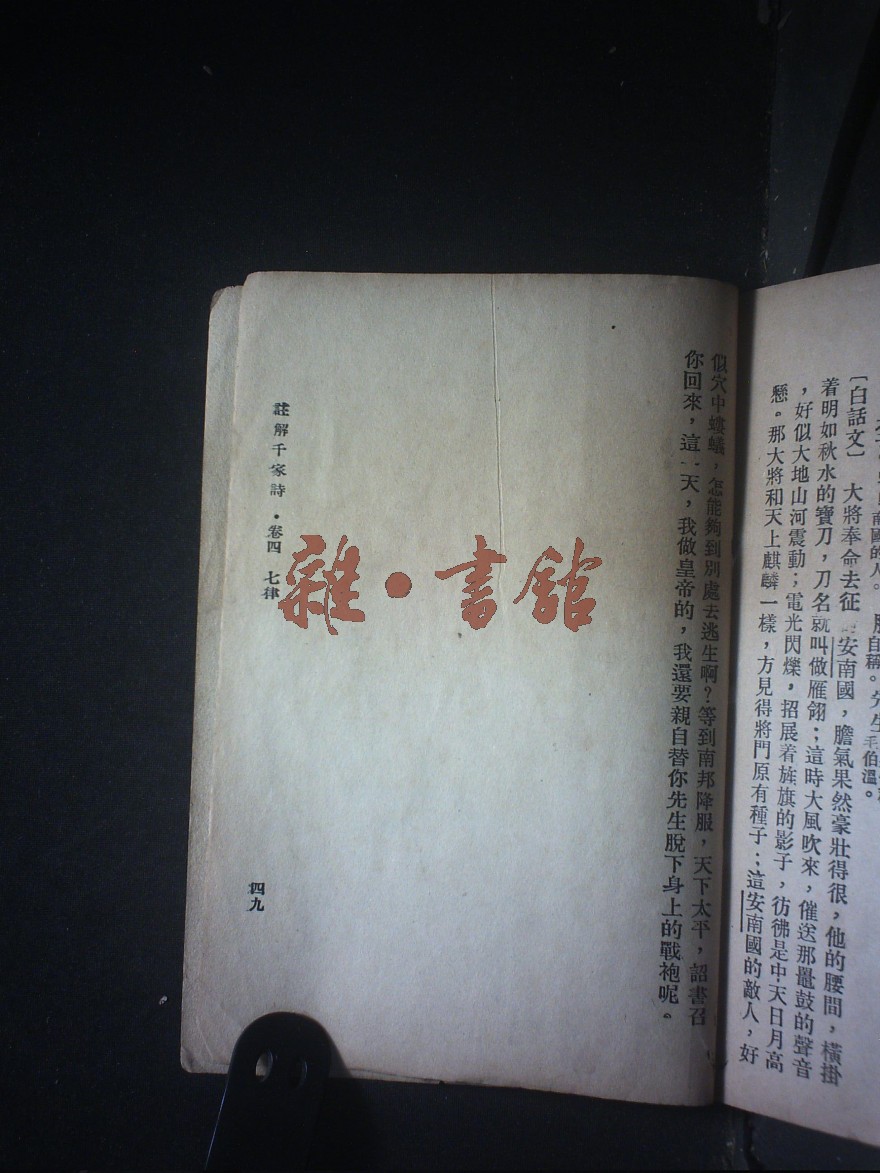 南國的人。　朕自稱。先生毛伯溫。
〔白話文〕　大將奉命去征安南國，膽氣果然豪壯得很，他的腰間，橫掛
着明如秋水的寶刀，刀名就叫做雁翎；這時大風吹來，催送那鼉鼓的聲音
，好似大地山河震動；電光閃爍，招展着旌旗的影子，彷彿是中天日月高
懸。那大將和天上麒麟一樣，方見得將門原有種子；這安南國的敵人，好
似穴中螻蟻，怎能夠到別處去逃生啊？等到南邦降服，天下太平，詔書召
你回來，這一天，我做皇帝的，我還要親自替你先生脫下身上的戰袍呢。
註解千家詩・卷四　七律
四九
雜・書館